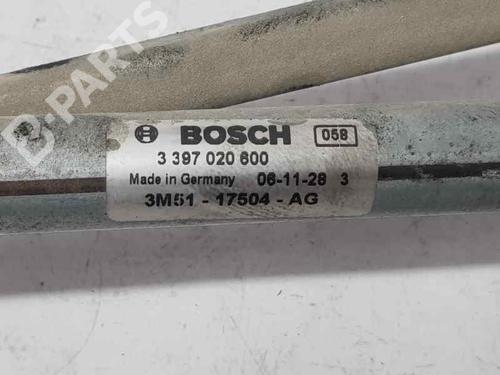 B-PARTS
BOSCH 058
3 397 020 600
Made in Germany 06-11-28 3
3M51 - 17504 - AG